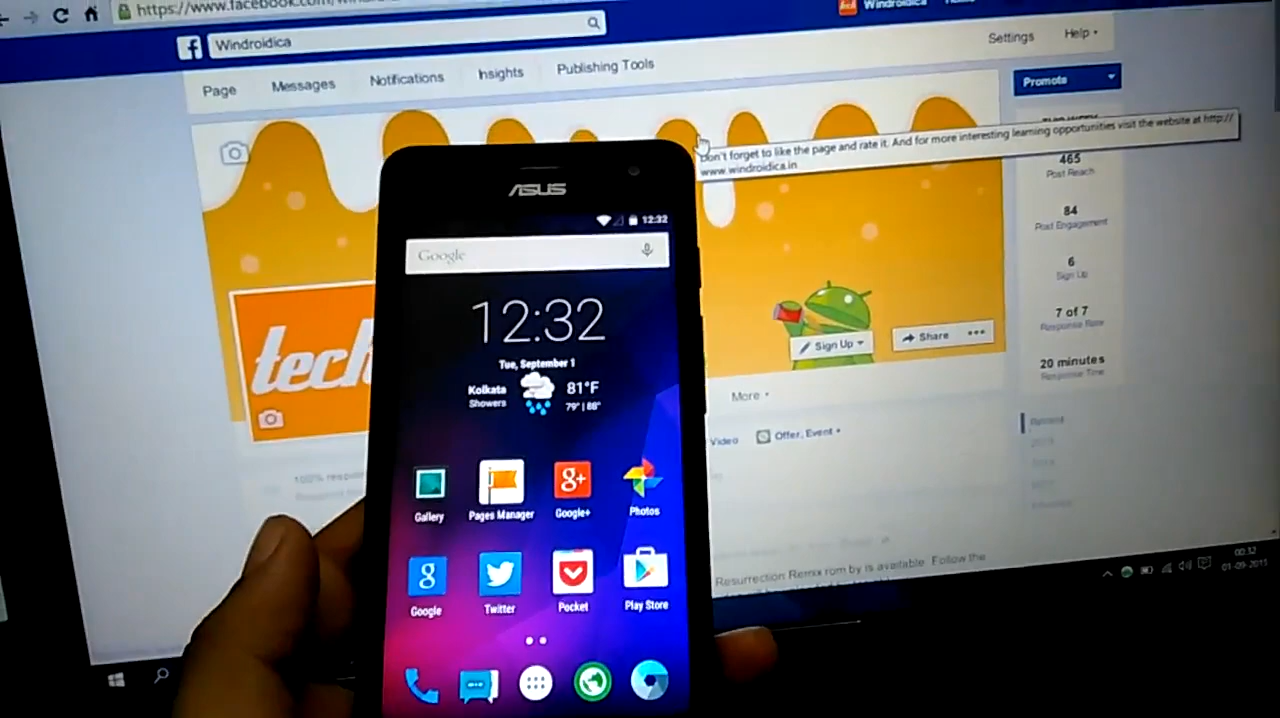 https://www.facebook.com/
Windroidica
Windroidica
Page
Messages
Notifications
Insights
Publishing Tools
Settings
Help
Promote
Don't forget to like the page and rate it. And for more interesting learning opportunities visit the website at http://
www.windroidica.in
465
Post Reach
84
Post Engagement
6
Sign Up
7 of 7
Response Rate
20 minutes
Response Time
tech
Sign Up
Share
More
Video
Offer, Event
Resurrection Remix rom by is available. Follow the
00:32
01-09-2015
ASUS
12:32
Google
12:32
Tue, September 1
Kolkata
Showers
81°F
79° | 88°
Gallery
Pages Manager
Google+
Photos
Google
Twitter
Pocket
Play Store